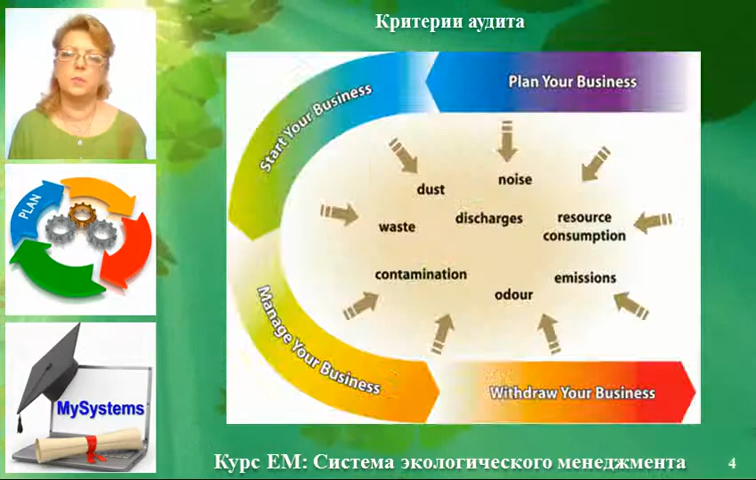 Критерии аудита
Plan Your Business
Start Your Business
noise
dust
discharges
resource
consumption
waste
contamination
emissions
odour
Manage Your Business
Withdraw Your Business
PLAN
MySystems
Курс ЕМ: Система экологического менеджмента
4